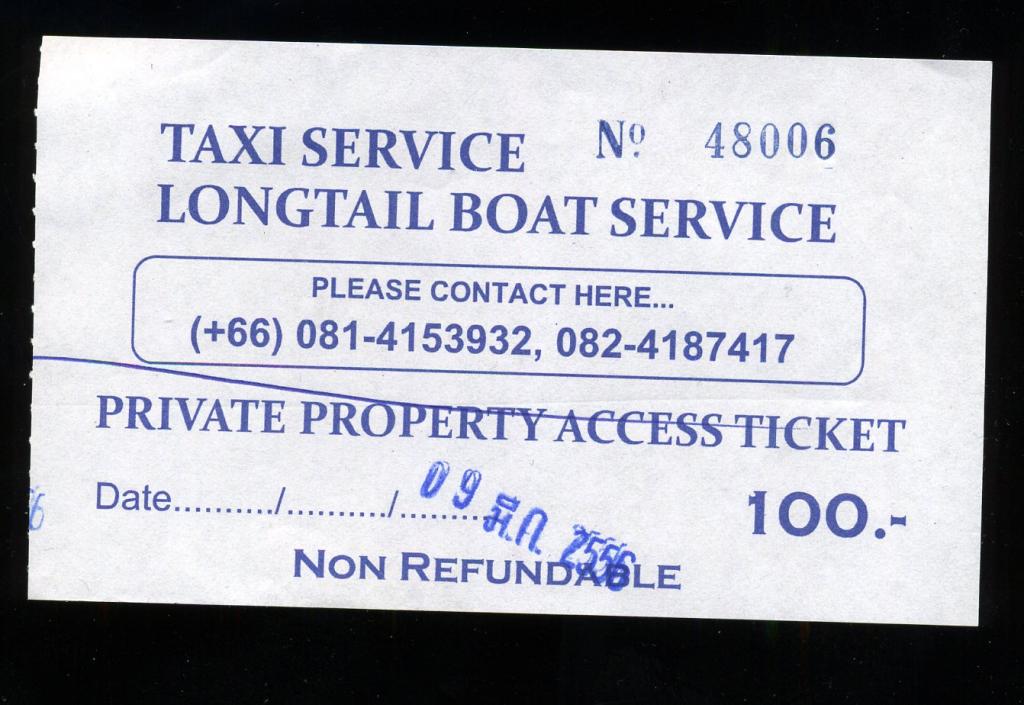 TAXI SERVICE Nº 48006
LONGTAIL BOAT SERVICE
PLEASE CONTACT HERE...
(+66) 081-4153932, 082-4187417
PRIVATE PROPERTY ACCESS TICKET
Date........../........../..........
09 มี.ค. 2556
100.-
NON REFUNDABLE
6